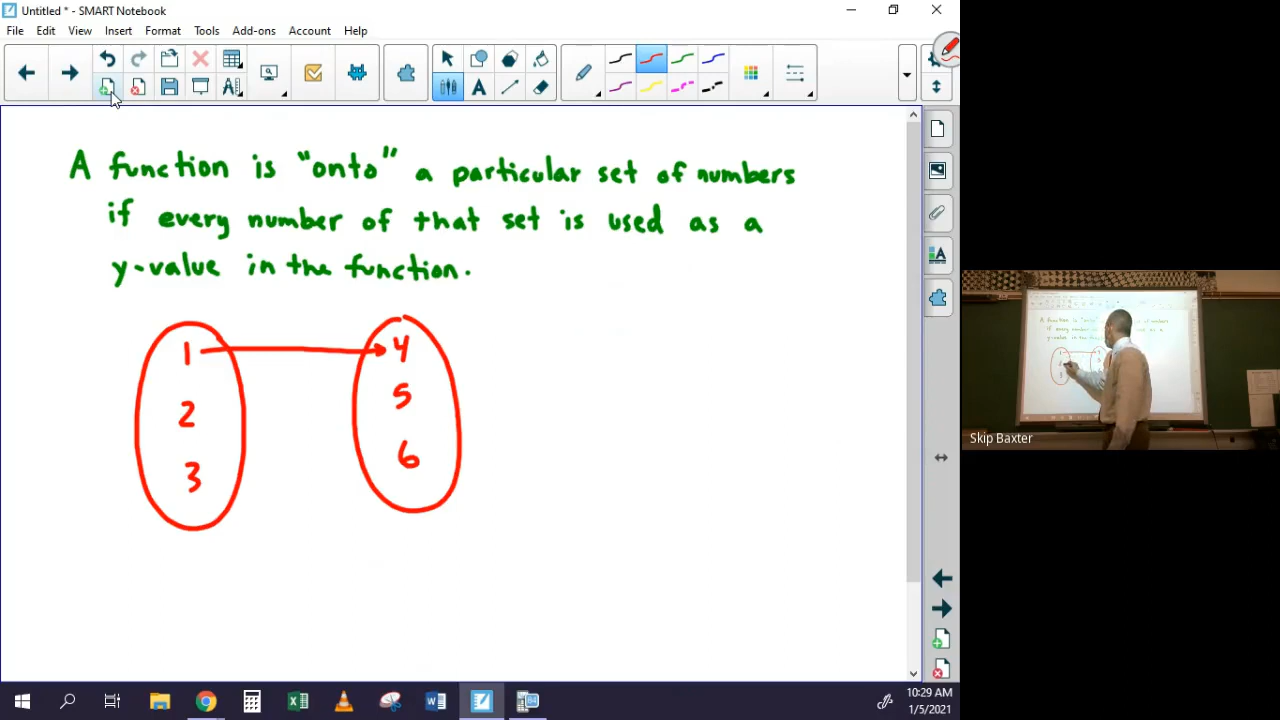 Untitled * - SMART Notebook
File Edit View Insert Format Tools Add-ons Account Help
A function is "onto" a particular set of numbers
if every number of that set is used as a
y-value in the function.
1 4
2 5
3 6
Skip Baxter
10:29 AM
1/5/2021